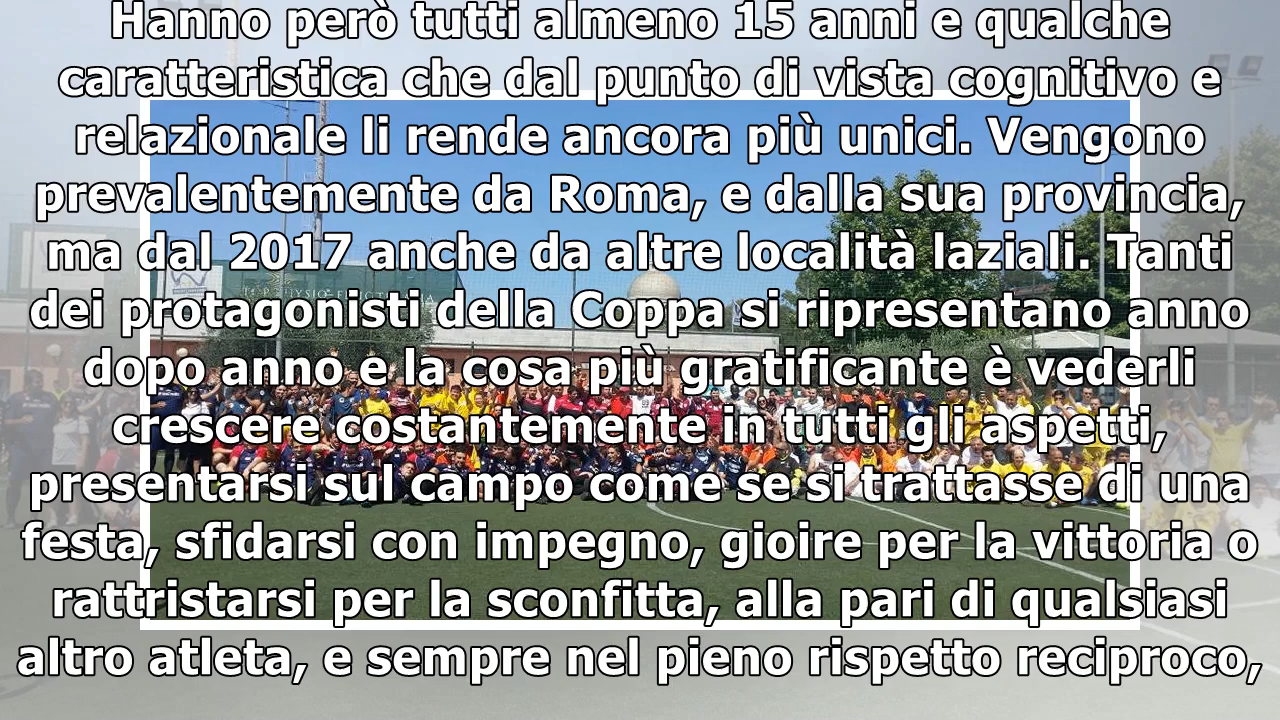 Hanno però tutti almeno 15 anni e qualche
caratteristica che dal punto di vista cognitivo e
relazionale li rende ancora più unici. Vengono
prevalentemente da Roma, e dalla sua provincia,
ma dal 2017 anche da altre località laziali. Tanti
dei protagonisti della Coppa si ripresentano anno
dopo anno e la cosa più gratificante è vederli
crescere costantemente in tutti gli aspetti,
presentarsi sul campo come se si trattasse di una
festa, sfidarsi con impegno, gioire per la vittoria o
rattristarsi per la sconfitta, alla pari di qualsiasi
altro atleta, e sempre nel pieno rispetto reciproco,